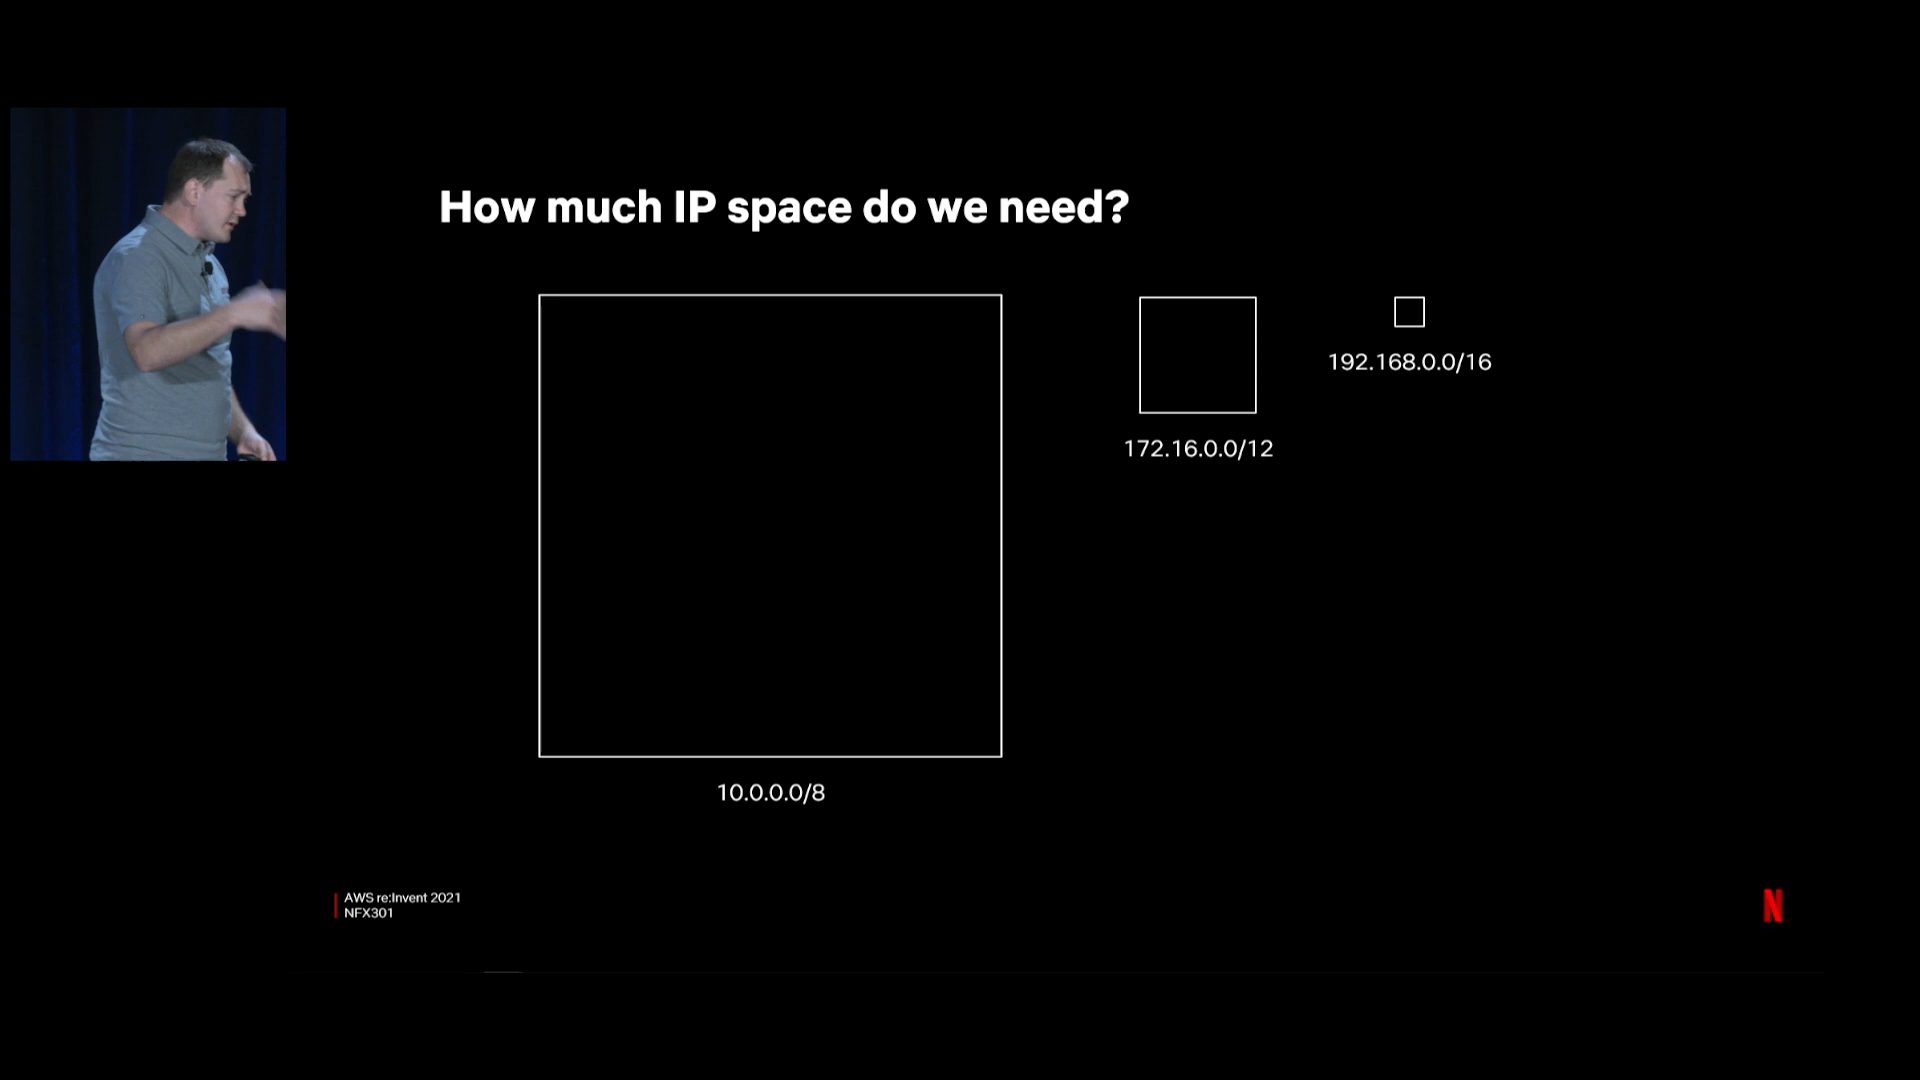 How much IP space do we need?
192.168.0.0/16
172.16.0.0/12
10.0.0.0/8
AWS re:Invent 2021
NFX301
N